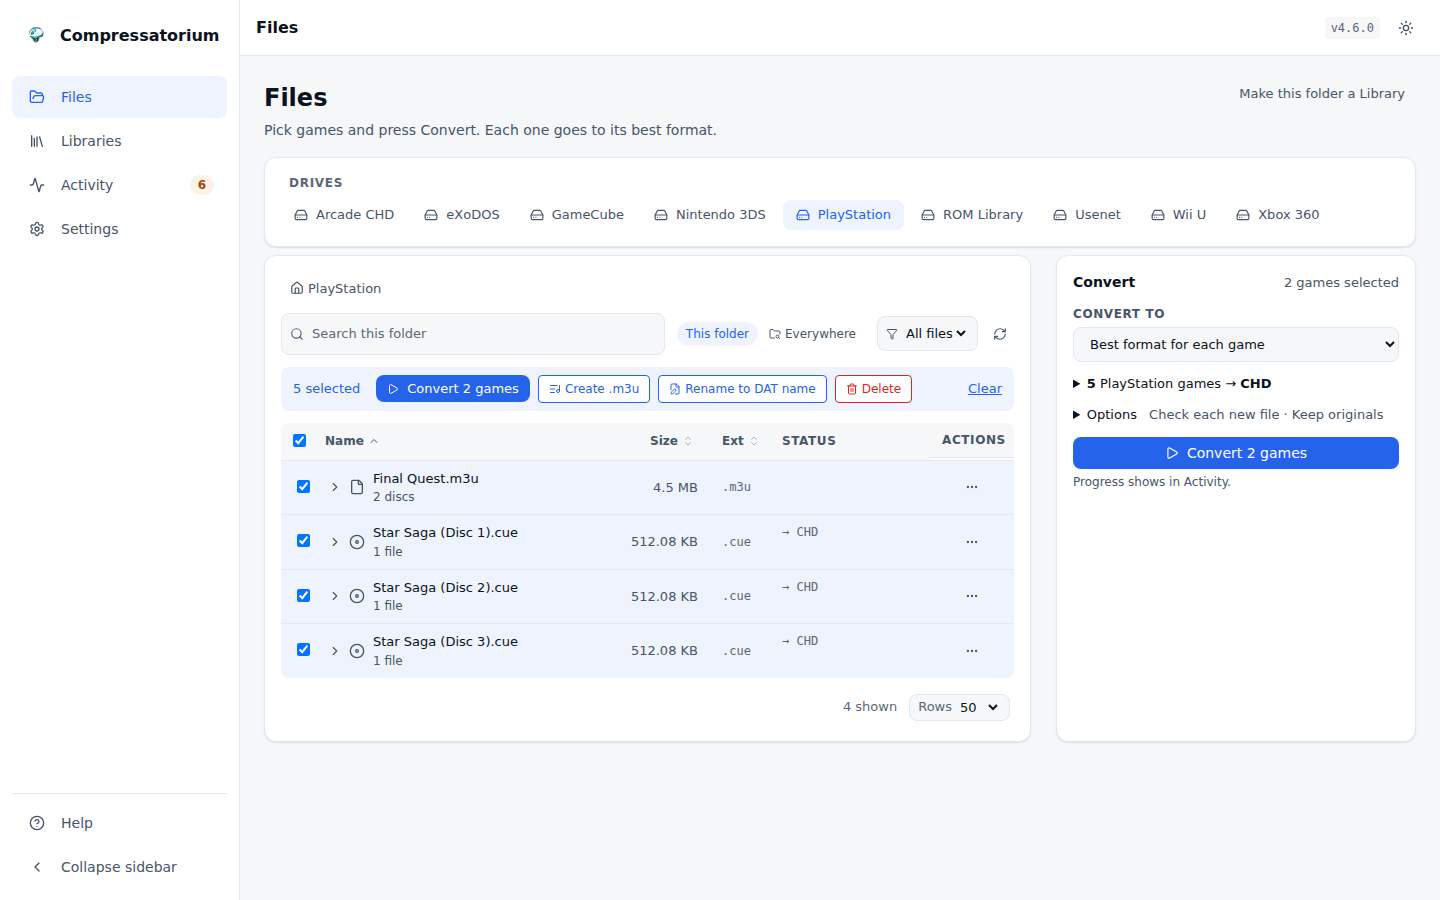 Compressatorium
Files
Libraries
Activity 6
Settings
Help
Collapse sidebar
Files
v4.6.0
Files
Make this folder a Library
Pick games and press Convert. Each one goes to its best format.
DRIVES
Arcade CHD eXoDOS GameCube Nintendo 3DS PlayStation ROM Library Usenet Wii U Xbox 360
PlayStation
Search this folder This folder Everywhere All files
5 selected Convert 2 games Create .m3u Rename to DAT name Delete Clear
Name Size Ext STATUS ACTIONS
Final Quest.m3u
2 discs
4.5 MB .m3u
Star Saga (Disc 1).cue
1 file
512.08 KB .cue → CHD
Star Saga (Disc 2).cue
1 file
512.08 KB .cue → CHD
Star Saga (Disc 3).cue
1 file
512.08 KB .cue → CHD
4 shown Rows 50
Convert 2 games selected
CONVERT TO
Best format for each game
5 PlayStation games → CHD
Options Check each new file · Keep originals
Convert 2 games
Progress shows in Activity.